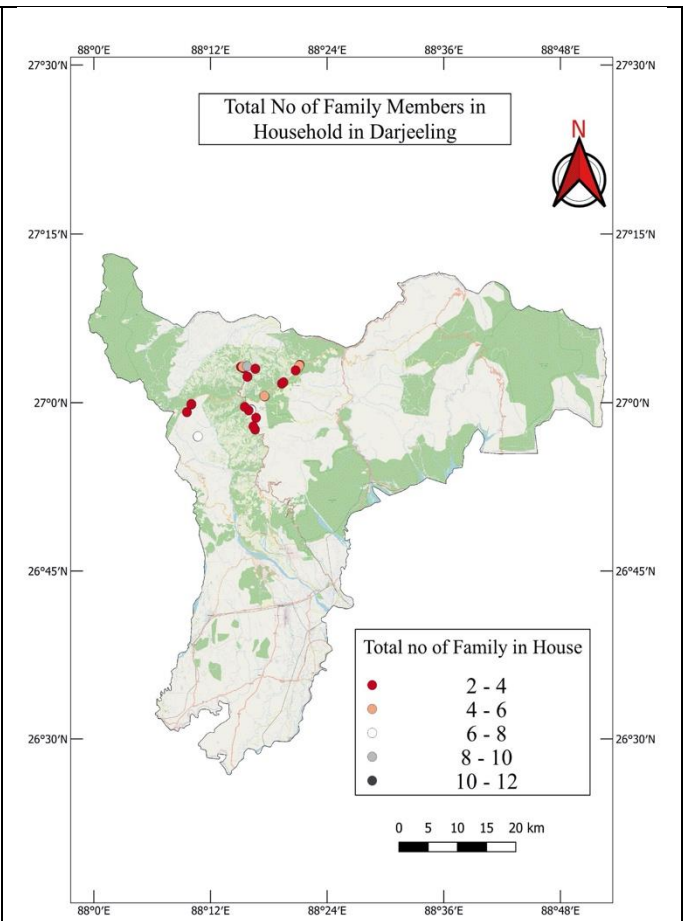 88°0′E 88°12′E 88°24′E 88°36′E 88°48′E
27°30′N 27°30′N
Total No of Family Members in
Household in Darjeeling
N
27°15′N 27°15′N
27°0′N 27°0′N
26°45′N 26°45′N
Total no of Family in House
2 - 4
4 - 6
6 - 8
8 - 10
10 - 12
26°30′N 26°30′N
0 5 10 15 20 km
88°0′E 88°12′E 88°24′E 88°36′E 88°48′E